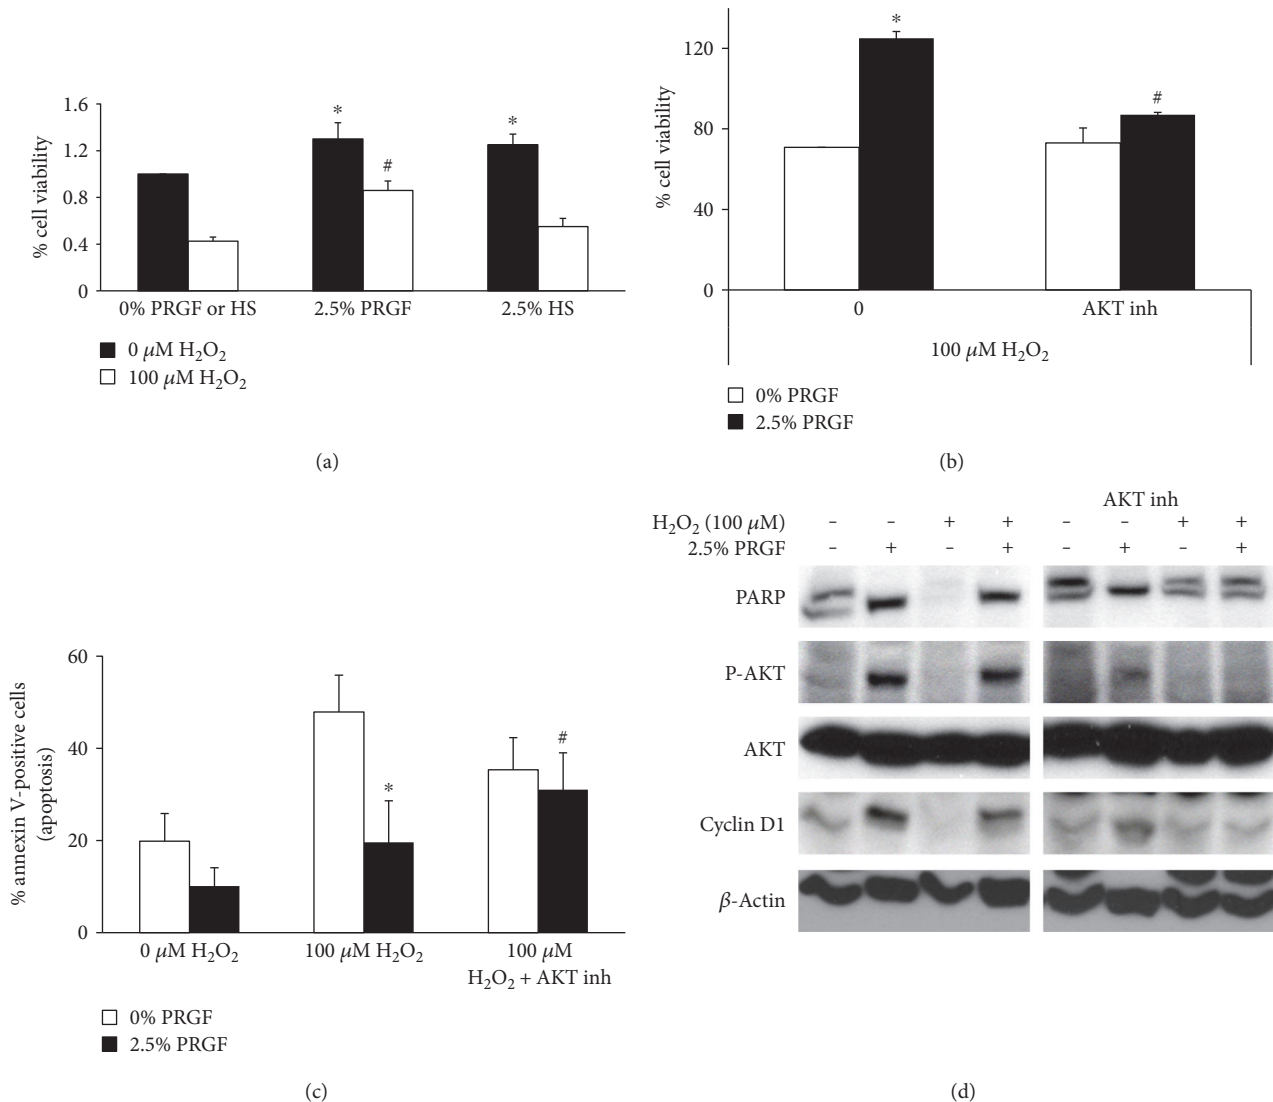 1.6
1.2
0.8
0.4
0
% cell viability
*
#
*
0% PRGF or HS
2.5% PRGF
2.5% HS
0 μM H₂O₂
100 μM H₂O₂
(a)
120
80
40
0
% cell viability
*
#
0
AKT inh
100 μM H₂O₂
0% PRGF
2.5% PRGF
(b)
60
40
20
0
% annexin V-positive cells
(apoptosis)
*
#
0 μM H₂O₂
100 μM H₂O₂
100 μM
H₂O₂ + AKT inh
0% PRGF
2.5% PRGF
(c)
AKT inh
H₂O₂ (100 μM) – – + + – – + +
2.5% PRGF – + – + – + – +
PARP
P-AKT
AKT
Cyclin D1
β-Actin
(d)